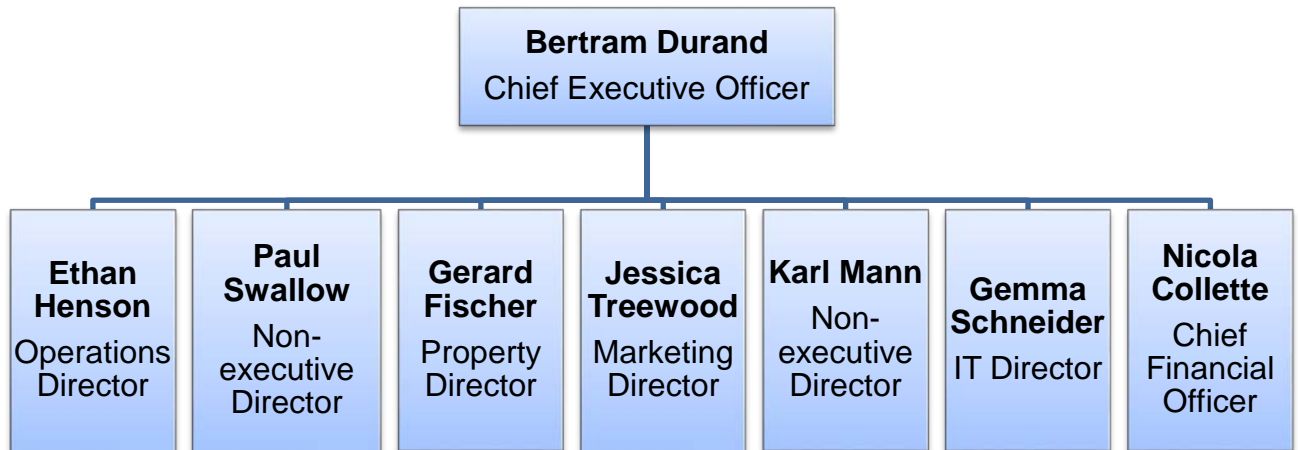 Bertram Durand
Chief Executive Officer
Ethan
Henson
Operations
Director
Paul
Swallow
Non-
executive
Director
Gerard
Fischer
Property
Director
Jessica
Treewood
Marketing
Director
Karl Mann
Non-
executive
Director
Gemma
Schneider
IT Director
Nicola
Collette
Chief
Financial
Officer